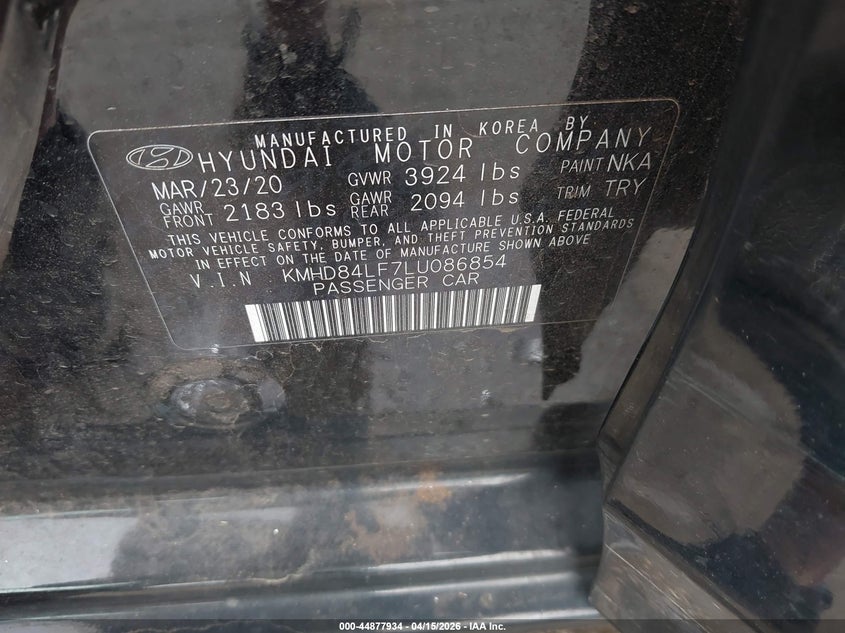 MANUFACTURED IN KOREA BY
HYUNDAI MOTOR COMPANY
MAR/23/20 GVWR 3924 lbs PAINT NKA
GAWR FRONT 2183 lbs GAWR REAR 2094 lbs TRIM TRY
THIS VEHICLE CONFORMS TO ALL APPLICABLE U.S.A. FEDERAL
MOTOR VEHICLE SAFETY, BUMPER, AND THEFT PREVENTION STANDARDS
IN EFFECT ON THE DATE OF MANUFACTURE SHOWN ABOVE
V.I.N KMHD84LF7LU086854
PASSENGER CAR
000-44877934 - 04/15/2026 - IAA Inc.